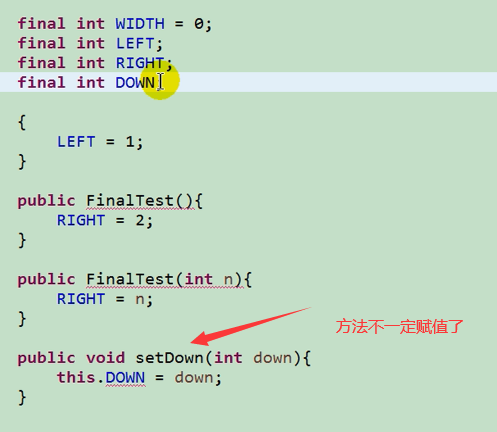 final int WIDTH = 0;
final int LEFT;
final int RIGHT;
final int DOWN
{
LEFT = 1;
}
public FinalTest(){
RIGHT = 2;
}
public FinalTest(int n){
RIGHT = n;
}
方法不一定赋值了
public void setDown(int down){
this.DOWN = down;
}